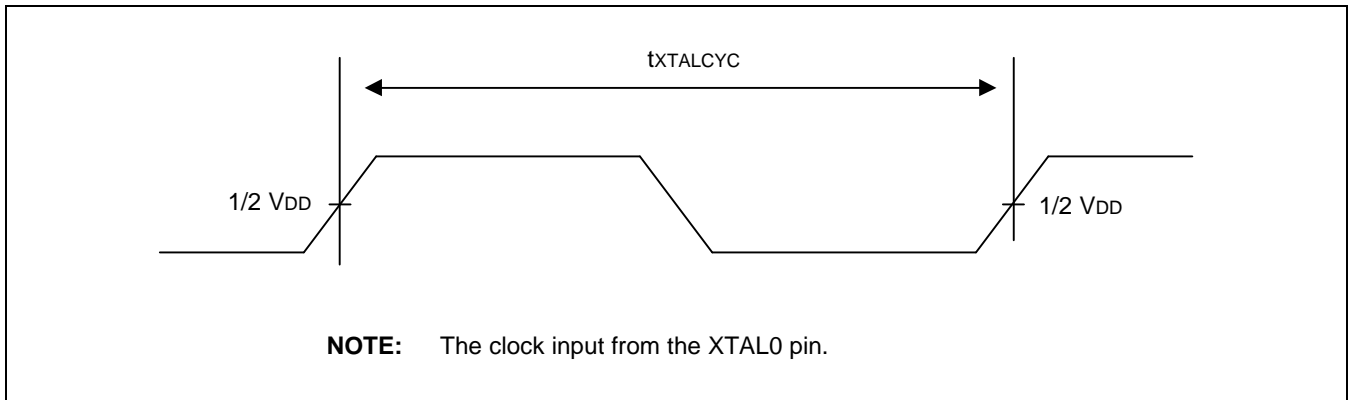 tXTALCYC
1/2 VDD
1/2 VDD
NOTE: The clock input from the XTAL0 pin.